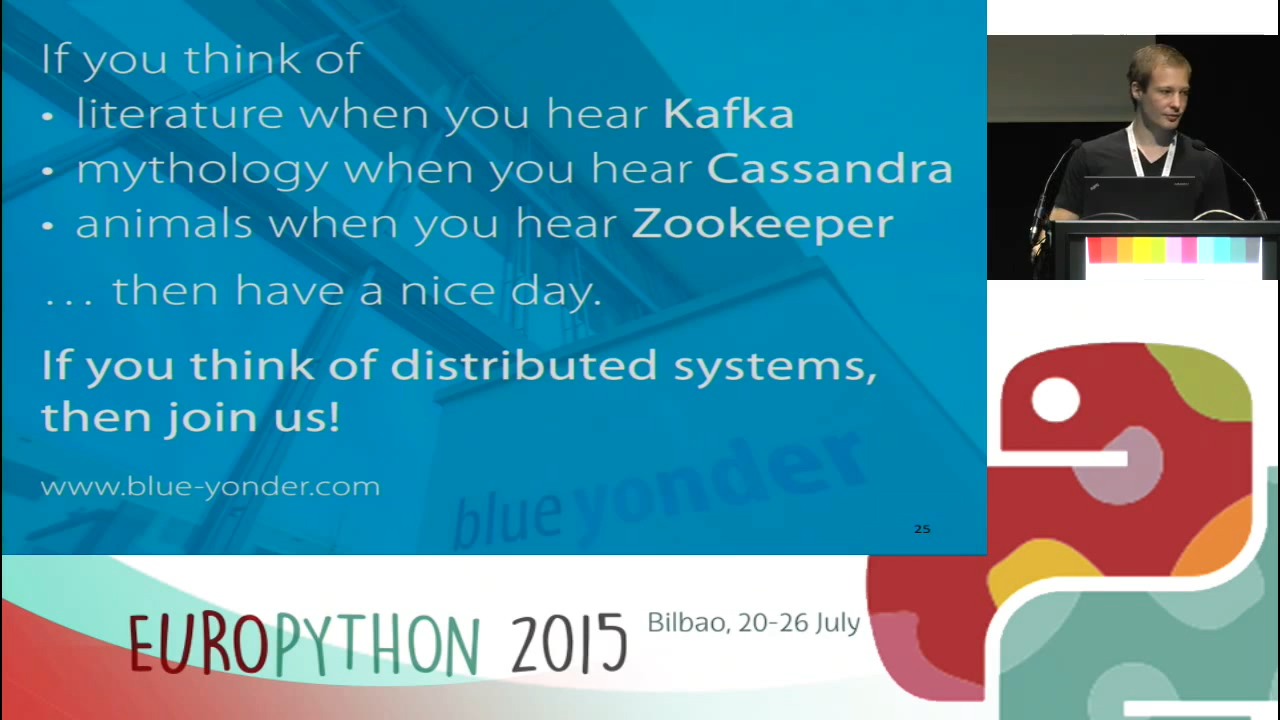 If you think of
• literature when you hear Kafka
• mythology when you hear Cassandra
• animals when you hear Zookeeper
... then have a nice day.
If you think of distributed systems,
then join us!
www.blue-yonder.com
blue yonder
25
EUROPYTHON 2015
Bilbao, 20-26 July